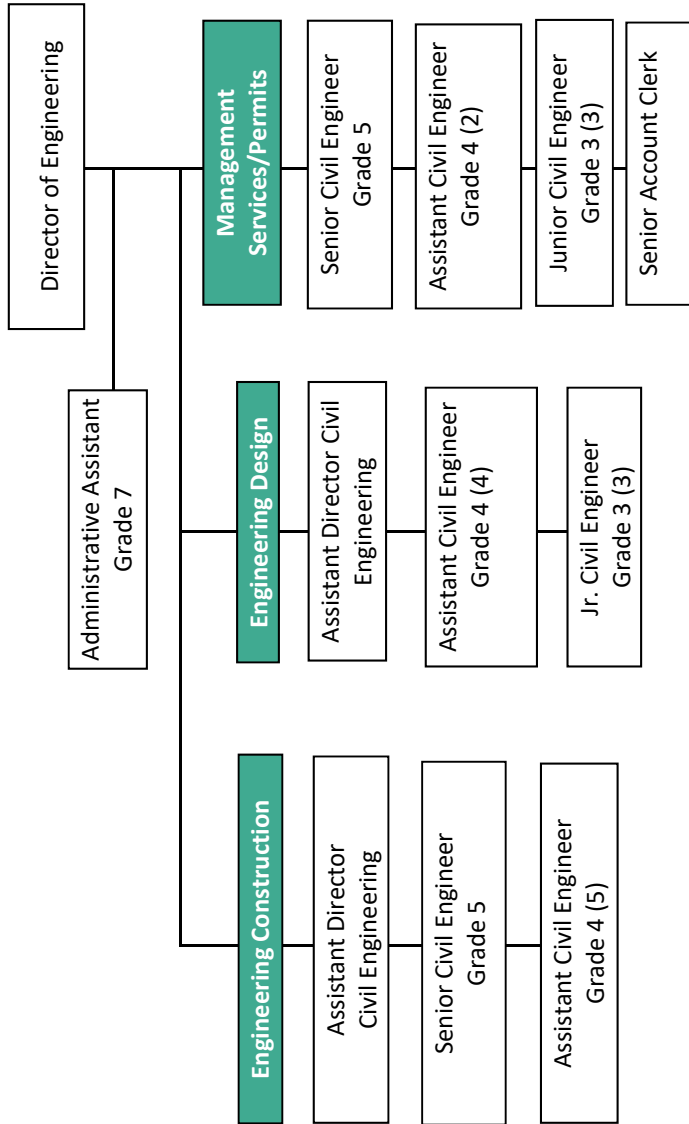 Director of Engineering
Administrative Assistant
Grade 7
Engineering Construction
Assistant Director
Civil Engineering
Senior Civil Engineer
Grade 5
Assistant Civil Engineer
Grade 4 (5)
Engineering Design
Assistant Director Civil
Engineering
Assistant Civil Engineer
Grade 4 (4)
Jr. Civil Engineer
Grade 3 (3)
Management
Services/Permits
Senior Civil Engineer
Grade 5
Assistant Civil Engineer
Grade 4 (2)
Junior Civil Engineer
Grade 3 (3)
Senior Account Clerk